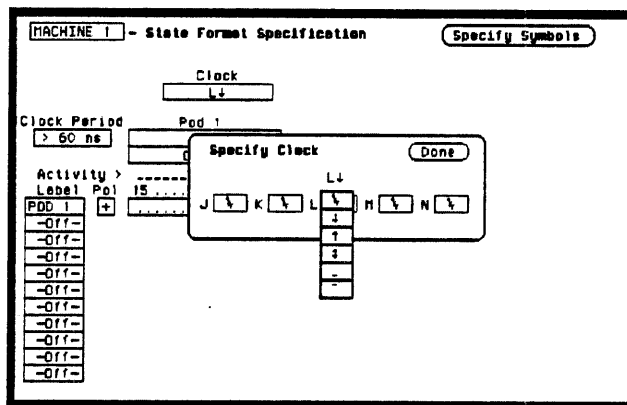 MACHINE 1 - State Format Specification Specify Symbols
Clock
L↓
Clock Period Pod 1
> 60 ns
Specify Clock Done
Activity > --------
L↓
Label Pol 15 ....
J K L M N
POD 1 + .......
↓
-Off-
↑
-Off-
↕
-Off-
_
-Off-
¯
-Off-
-Off-
-Off-
-Off-
-Off-
-Off-